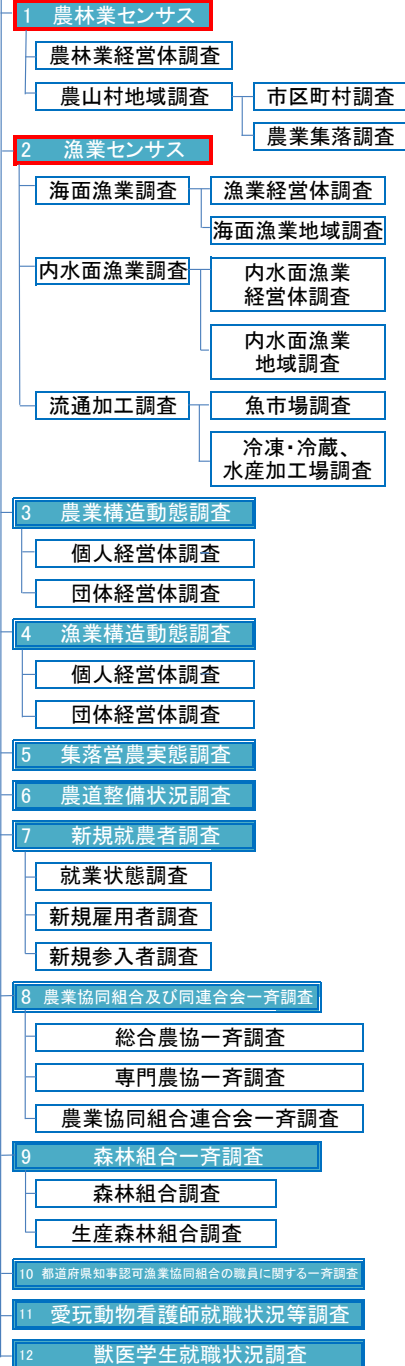 1 農林業センサス
農林業経営体調査
農山村地域調査
市区町村調査
農業集落調査
2 漁業センサス
海面漁業調査
漁業経営体調査
海面漁業地域調査
内水面漁業調査
内水面漁業
経営体調査
内水面漁業
地域調査
流通加工調査
魚市場調査
冷凍・冷蔵、
水産加工場調査
3 農業構造動態調査
個人経営体調査
団体経営体調査
4 漁業構造動態調査
個人経営体調査
団体経営体調査
5 集落営農実態調査
6 農道整備状況調査
7 新規就農者調査
就業状態調査
新規雇用者調査
新規参入者調査
8 農業協同組合及び同連合会一斉調査
総合農協一斉調査
専門農協一斉調査
農業協同組合連合会一斉調査
9 森林組合一斉調査
森林組合調査
生産森林組合調査
10 都道府県知事認可漁業協同組合の職員に関する一斉調査
11 愛玩動物看護師就職状況等調査
12 獣医学生就職状況調査